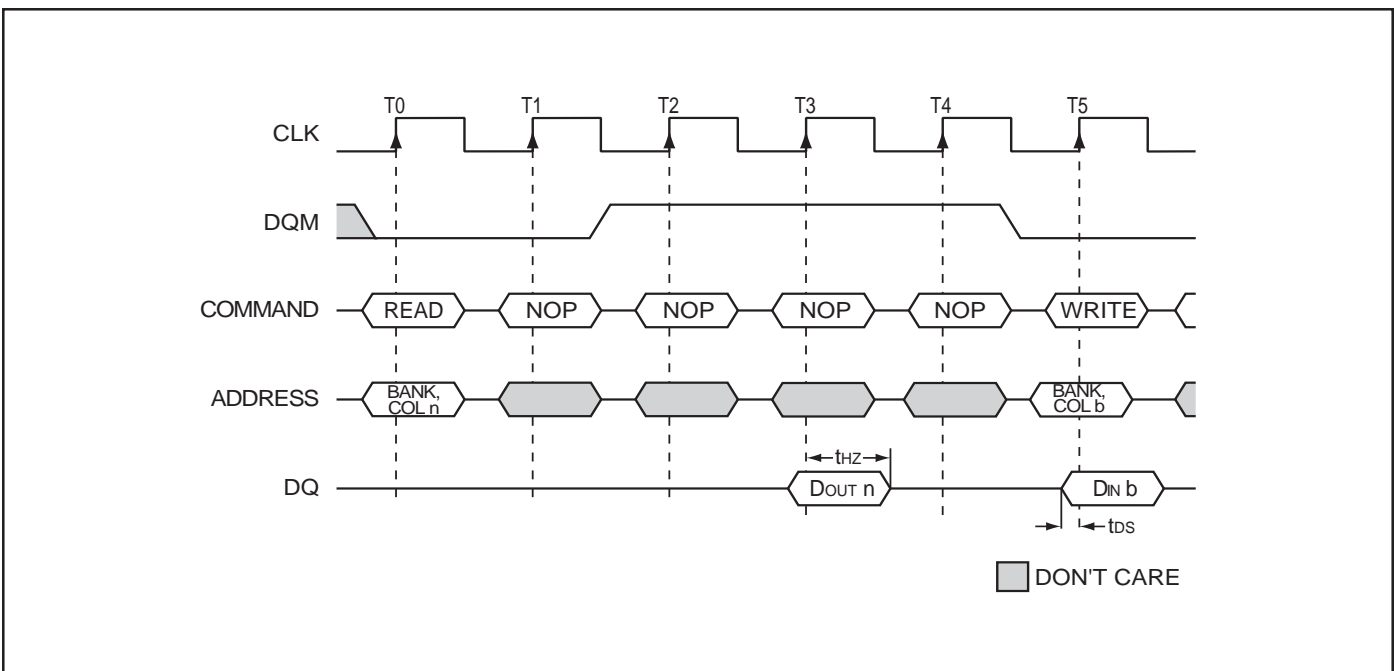 T0 T1 T2 T3 T4 T5
CLK
DQM
COMMAND READ NOP NOP NOP NOP WRITE
ADDRESS BANK, COL n BANK, COL b
tHZ
DQ DOUT n DIN b
tDS
DON'T CARE